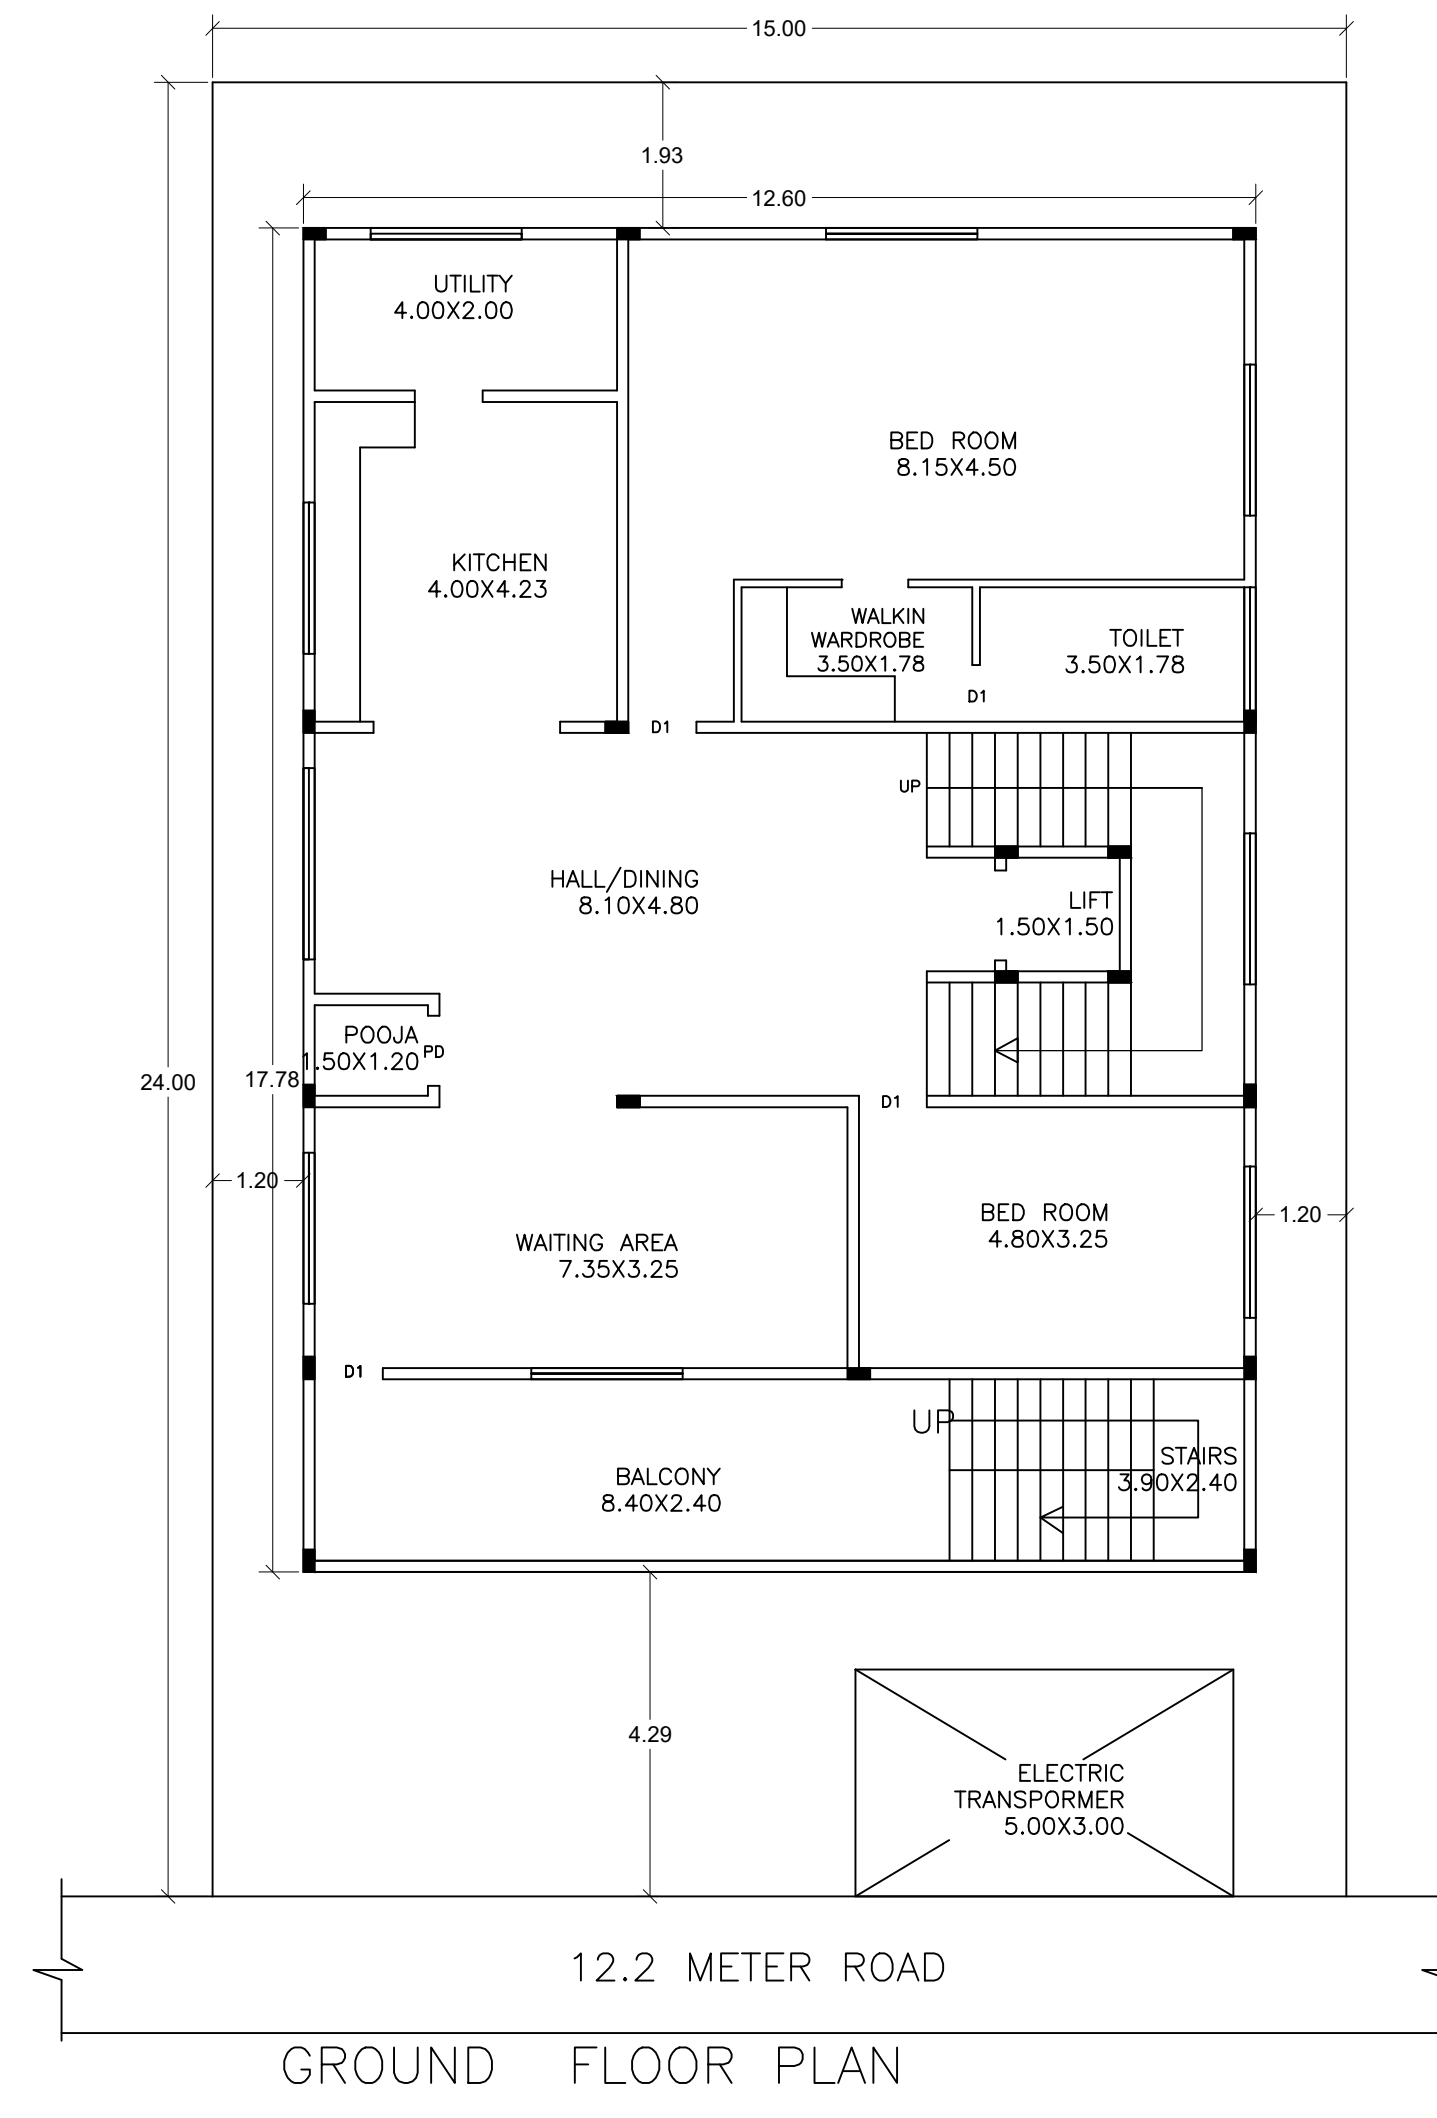 15.00
1.93
12.60
UTILITY
4.00X2.00
BED ROOM
8.15X4.50
KITCHEN
4.00X4.23
WALKIN
WARDROBE
3.50X1.78
TOILET
3.50X1.78
D1
D1
UP
HALL/DINING
8.10X4.80
LIFT
1.50X1.50
POOJA
1.50X1.20
PD
24.00
17.78
D1
1.20
1.20
BED ROOM
4.80X3.25
WAITING AREA
7.35X3.25
D1
UP
STAIRS
3.90X2.40
BALCONY
8.40X2.40
4.29
ELECTRIC
TRANSPORMER
5.00X3.00
12.2 METER ROAD
GROUND FLOOR PLAN